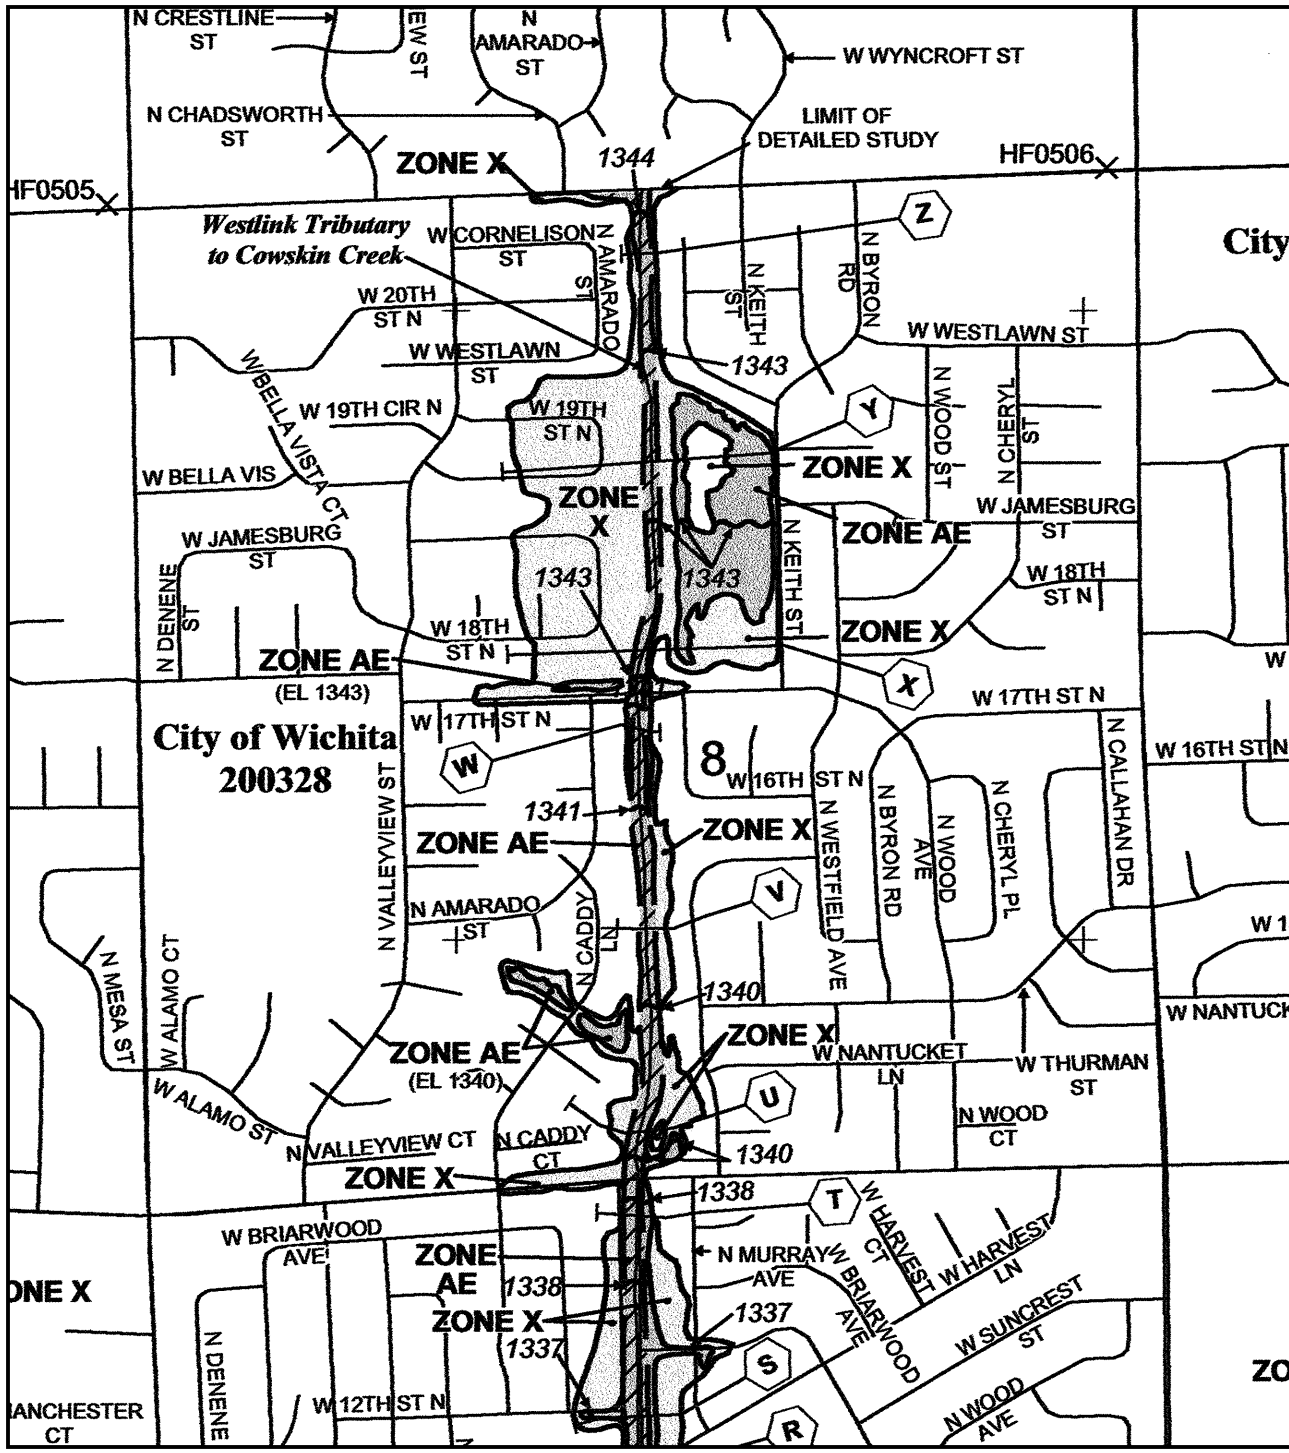 N CRESTLINE
ST
EW ST
N
AMARADO
ST
W WYNCROFT ST
N CHADSWORTH
ST
LIMIT OF
DETAILED STUDY
ZONE X
1344
HF0506
HF0505
Westlink Tributary
to Cowskin Creek
Z
W CORNELISON
ST
N AMARADO
ST
N KEITH
ST
N BYRON
RD
City
W 20TH
ST N
W WESTLAWN ST
W WESTLAWN
ST
1343
W BELLA VISTA CT
W 19TH CIR N
W 19TH
ST N
Y
N WOOD ST
N CHERYL
ST
W BELLA VIS
ZONE X
ZONE
X
W JAMESBURG
ST
ZONE AE
W JAMESBURG
ST
N DENENE
ST
1343
1343
N KEITH ST
W 18TH
ST N
W 18TH
ST N
ZONE X
ZONE AE
(EL 1343)
W
X
W 17TH ST N
W 17TH ST N
City of Wichita
200328
W
8
W 16TH ST N
N CALLAHAN DR
W 16TH ST N
N VALLEYVIEW ST
1341
ZONE AE
ZONE X
N WESTFIELD AVE
N BYRON RD
N WOOD
AVE
N CHERYL PL
V
N AMARADO
ST
N CADDY
LN
W 1
N MESA ST
W ALAMO CT
1340
W NANTUCK
ZONE AE
(EL 1340)
ZONE X
W NANTUCKET
LN
W THURMAN
ST
W ALAMO ST
U
N WOOD
CT
N VALLEYVIEW CT
N CADDY
CT
1340
ZONE X
1338
T
W HARVEST
CT
W HARVEST
LN
W BRIARWOOD
AVE
ZONE
AE
N MURRAY
AVE
W BRIARWOOD
AVE
ONE X
1338
ZONE X
1337
W SUNCREST
ST
1337
S
N DENENE
ZO
W 12TH ST N
N WOOD
AVE
IANCHESTER
CT
R
N